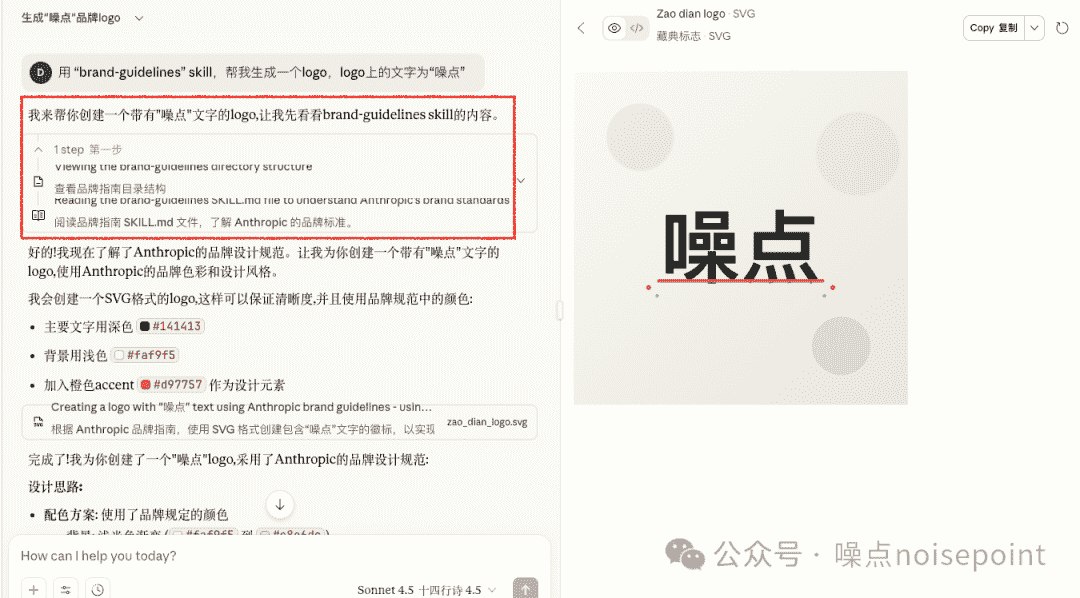 生成“噪点”品牌logo
D
用 “brand-guidelines” skill，帮我生成一个logo，logo上的文字为“噪点”
我来帮你创建一个带有"噪点"文字的logo,让我先看看brand-guidelines skill的内容。
1 step 第一步
Viewing the brand-guidelines directory structure
查看品牌指南目录结构
Reading the brand-guidelines SKILL.md file to understand Anthropic's brand standards
阅读品牌指南 SKILL.md 文件，了解 Anthropic 的品牌标准。
好的!我现在了解了Anthropic的品牌设计规范。让我为你创建一个带有"噪点"文字的
logo,使用Anthropic的品牌色彩和设计风格。
我会创建一个SVG格式的logo,这样可以保证清晰度,并且使用品牌规范中的颜色:
• 主要文字用深色 #141413
• 背景用浅色 #faf9f5
• 加入橙色accent #d97757 作为设计元素
Creating a logo with “噪点” text using Anthropic brand guidelines - usin...
根据 Anthropic 品牌指南，使用 SVG 格式创建包含“噪点”文字的徽标，以实现
zao_dian_logo.svg
完成了!我为你创建了一个"噪点"logo,采用了Anthropic的品牌设计规范:
设计思路:
• 配色方案: 使用了品牌规定的颜色
How can I help you today?
Sonnet 4.5 十四行诗 4.5
Zao dian logo · SVG
藏典标志 · SVG
Copy 复制
噪点
公众号 · 噪点noisepoint